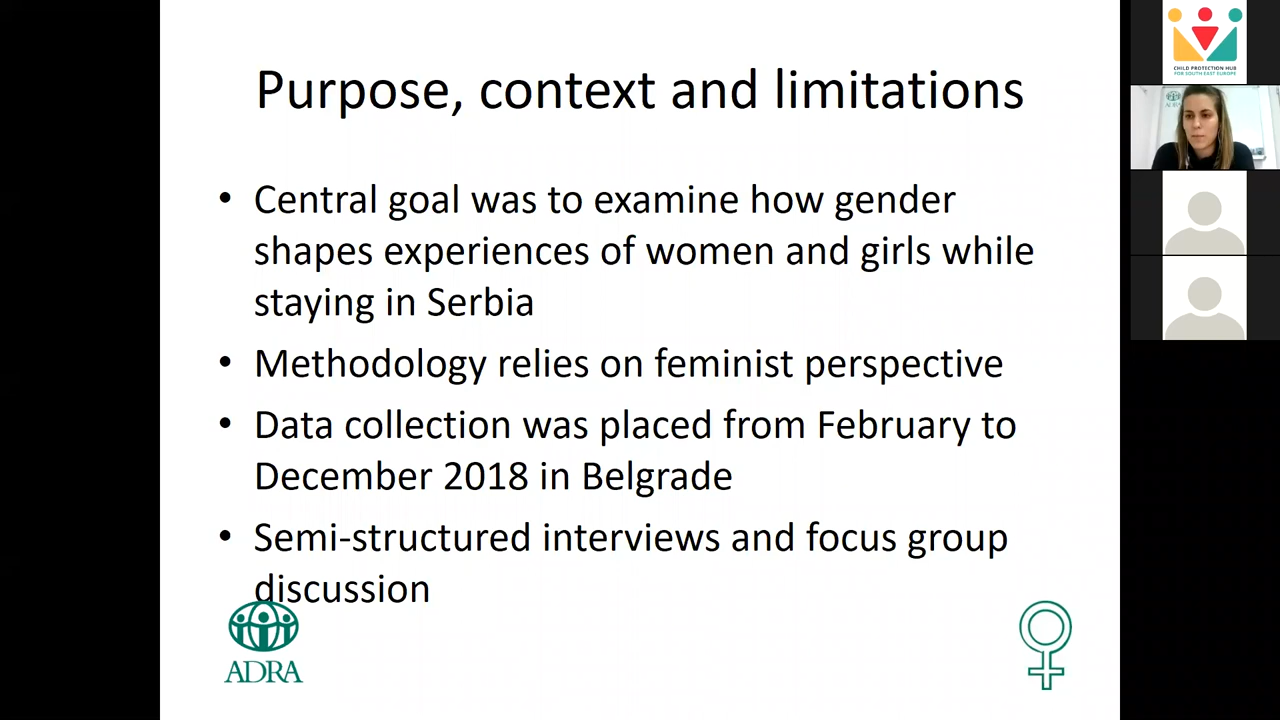 Purpose, context and limitations
• Central goal was to examine how gender
shapes experiences of women and girls while
staying in Serbia
• Methodology relies on feminist perspective
• Data collection was placed from February to
December 2018 in Belgrade
• Semi-structured interviews and focus group
discussion
ADRA
CHILD PROTECTION HUB
FOR SOUTH EAST EUROPE
ADRA